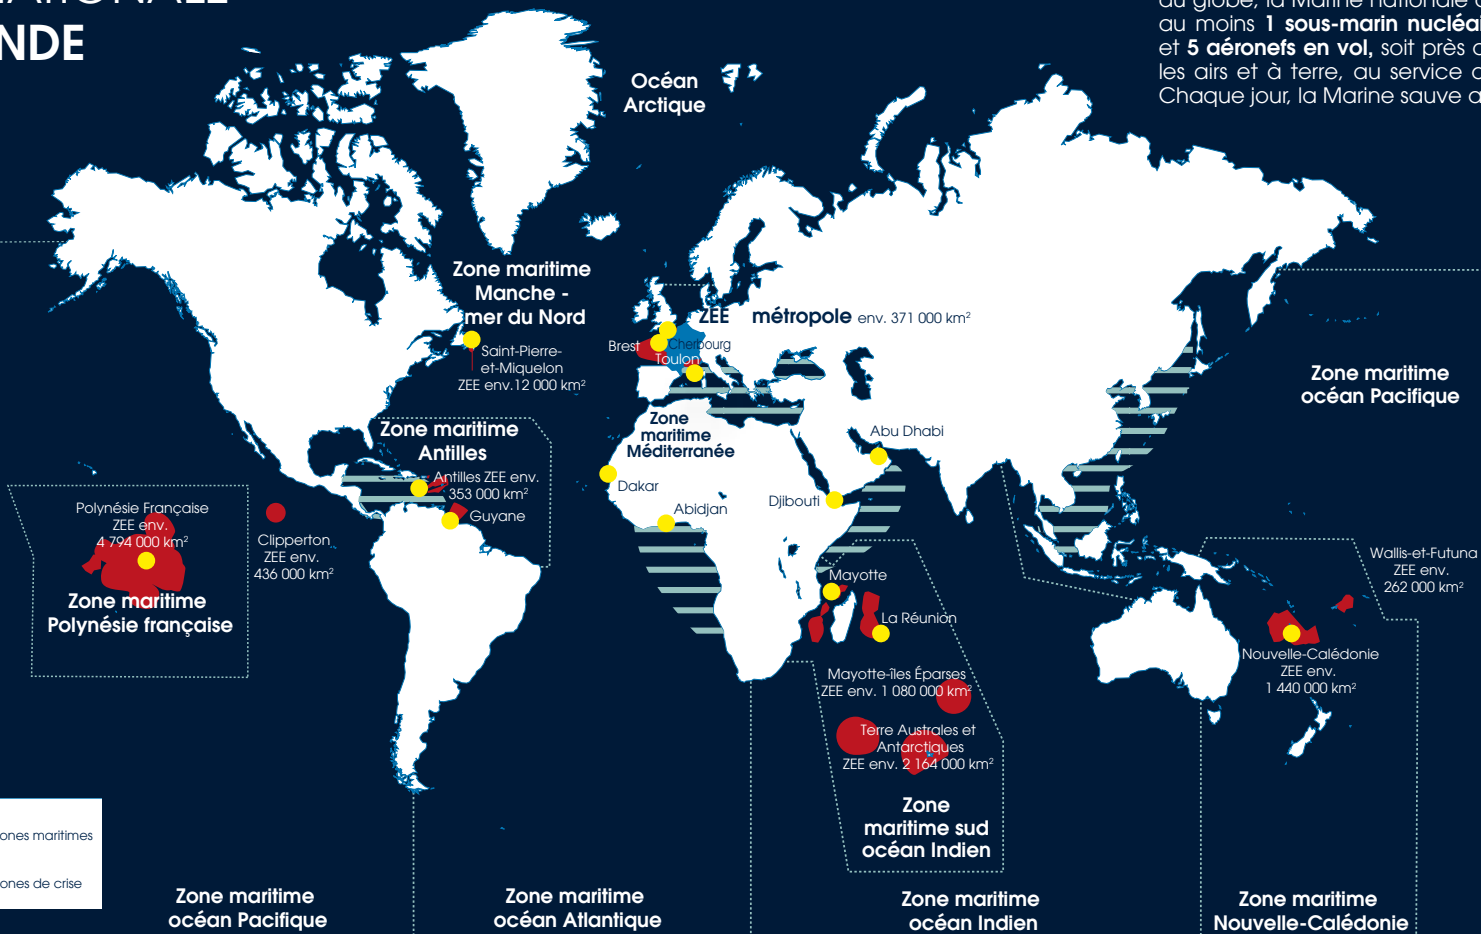 NDE
du globe, la Marine nationale
au moins 1 sous-marin nucléai
et 5 aéronefs en vol, soit près
les airs et à terre, au service
Chaque jour, la Marine sauve
Océan
Arctique
Zone maritime
Manche -
mer du Nord
Saint-Pierre-
et-Miquelon
ZEE env.12 000 km²
ZEE métropole env. 371 000 km²
Brest
Cherbourg
Toulon
Zone maritime
océan Pacifique
Zone maritime
Antilles
Antilles ZEE env.
353 000 km²
Guyane
Zone
maritime
Méditerranée
Abu Dhabi
Dakar
Abidjan
Djibouti
Polynésie Française
ZEE env.
4 794 000 km²
Zone maritime
Polynésie française
Clipperton
ZEE env.
436 000 km²
Mayotte
La Réunion
Mayotte-îles Éparses
ZEE env. 1 080 000 km²
Terre Australes et
Antarctiques
ZEE env. 2 164 000 km²
Zone
maritime sud
océan Indien
Wallis-et-Futuna
ZEE env.
262 000 km²
Nouvelle-Calédonie
ZEE env.
1 440 000 km²
ones maritimes
ones de crise
Zone maritime
océan Pacifique
Zone maritime
océan Atlantique
Zone maritime
océan Indien
Zone maritime
Nouvelle-Calédonie